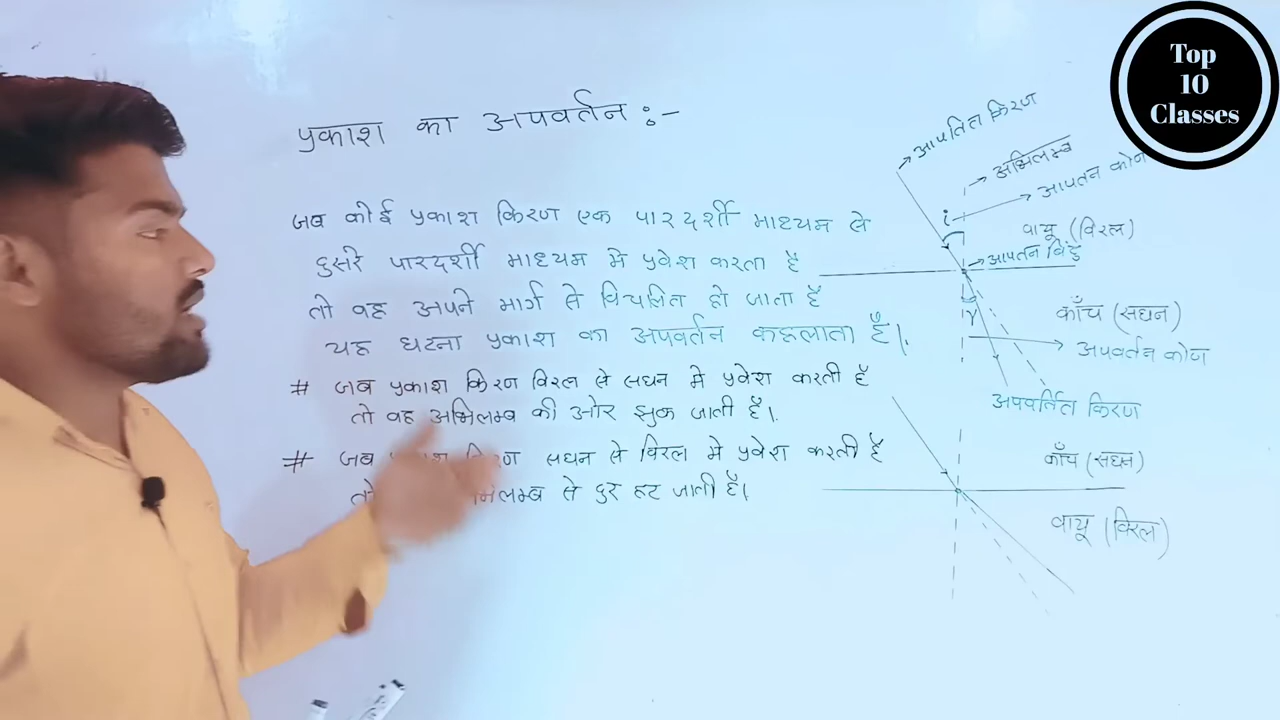 Top
10
Classes
प्रकाश का अपवर्तन :-
जब कोई प्रकाश किरण एक पारदर्शी माध्यम से
दुसरे पारदर्शी माध्यम मे प्रवेश करता है
तो वह अपने मार्ग से विचलित हो जाता है
यह घटना प्रकाश का अपवर्तन कहलाता है।
# जब प्रकाश किरण विरल से सघन मे प्रवेश करती है
तो वह अभिलम्ब की ओर झुक जाती है।
# जब किरण सघन से विरल मे प्रवेश करती है
तो से दुर हट जाती है।
आपतित किरण
अभिलम्ब
आपतन कोन
i
वायू (विरल)
आपतन बिंदु
r
काँच (सघन)
अपवर्तन कोण
अपवर्तित किरण
काँच (सघन)
वायू (विरल)